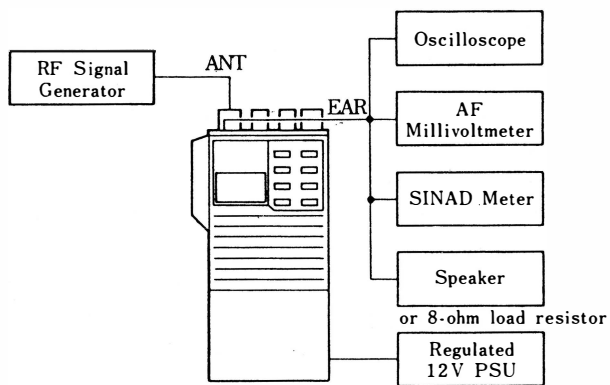 RF Signal
Generator
ANT
EAR
Oscilloscope
AF
Millivoltmeter
SINAD Meter
Speaker
or 8-ohm load resistor
Regulated
12V PSU